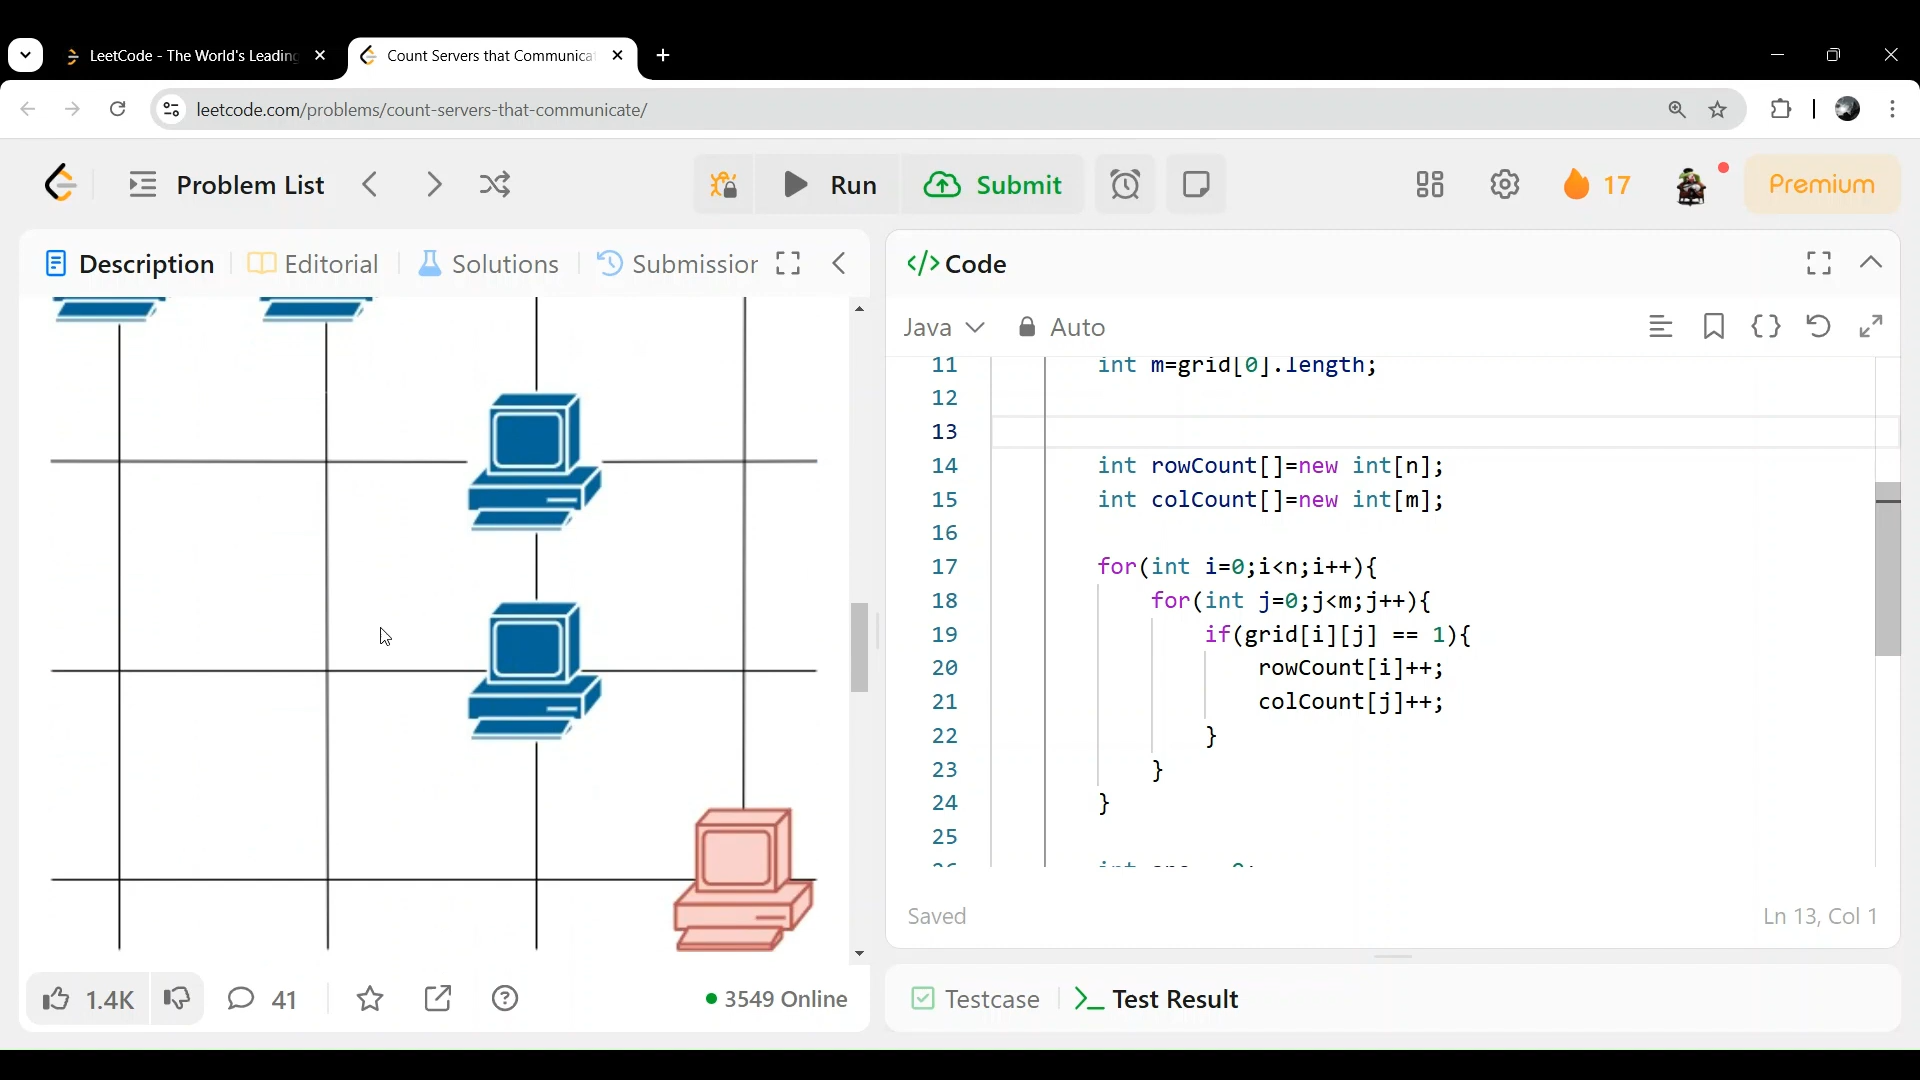 LeetCode - The World's Leading
Count Servers that Communica
leetcode.com/problems/count-servers-that-communicate/
Problem List
Run
Submit
17
Premium
Description
Editorial
Solutions
Submission
</> Code
Java
Auto
11 int m=grid[0].length;
12
13
14 int rowCount[]=new int[n];
15 int colCount[]=new int[m];
16
17 for(int i=0;i<n;i++){
18 for(int j=0;j<m;j++){
19 if(grid[i][j] == 1){
20 rowCount[i]++;
21 colCount[j]++;
22 }
23 }
24 }
25
Saved
Ln 13, Col 1
1.4K
41
3549 Online
Testcase
Test Result